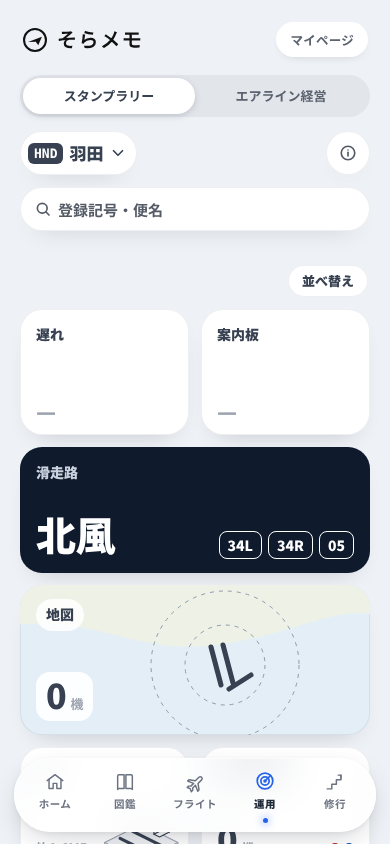 そらメモ
マイページ
スタンプラリー
エアライン経営
HND 羽田
登録記号・便名
並べ替え
遅れ
案内板
—
—
滑走路
北風
34L 34R 05
地図
0 機
ホーム
図鑑
フライト
運用
修行